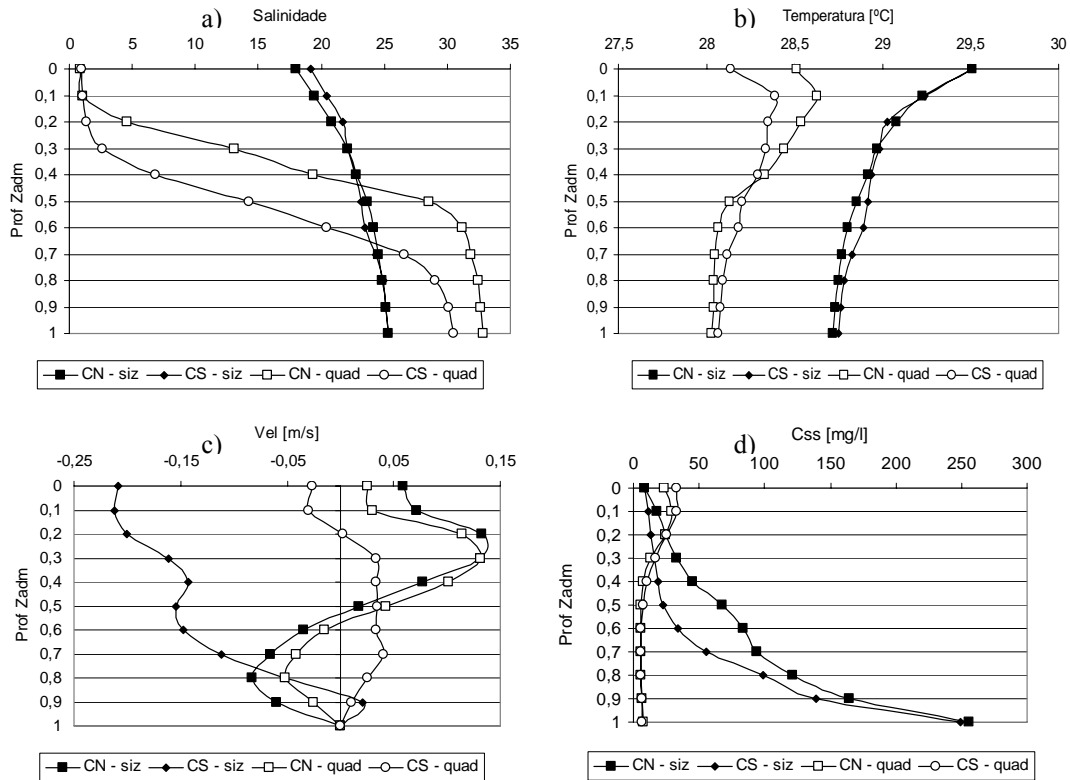 a)
Salinidade
0 5 10 15 20 25 30 35
Prof Zadm
0
0,1
0,2
0,3
0,4
0,5
0,6
0,7
0,8
0,9
1
CN - siz CS - siz CN - quad CS - quad
b)
Temperatura [ºC]
27,5 28 28,5 29 29,5 30
Prof Zadm
0
0,1
0,2
0,3
0,4
0,5
0,6
0,7
0,8
0,9
1
CN - siz CS - siz CN - quad CS - quad
c)
Vel [m/s]
-0,25 -0,15 -0,05 0,05 0,15
Prof Zadm
0
0,1
0,2
0,3
0,4
0,5
0,6
0,7
0,8
0,9
1
CN - siz CS - siz CN - quad CS - quad
d)
Css [mg/l]
0 50 100 150 200 250 300
Prof Zadm
0
0,1
0,2
0,3
0,4
0,5
0,6
0,7
0,8
0,9
1
CN - siz CS - siz CN - quad CS - quad